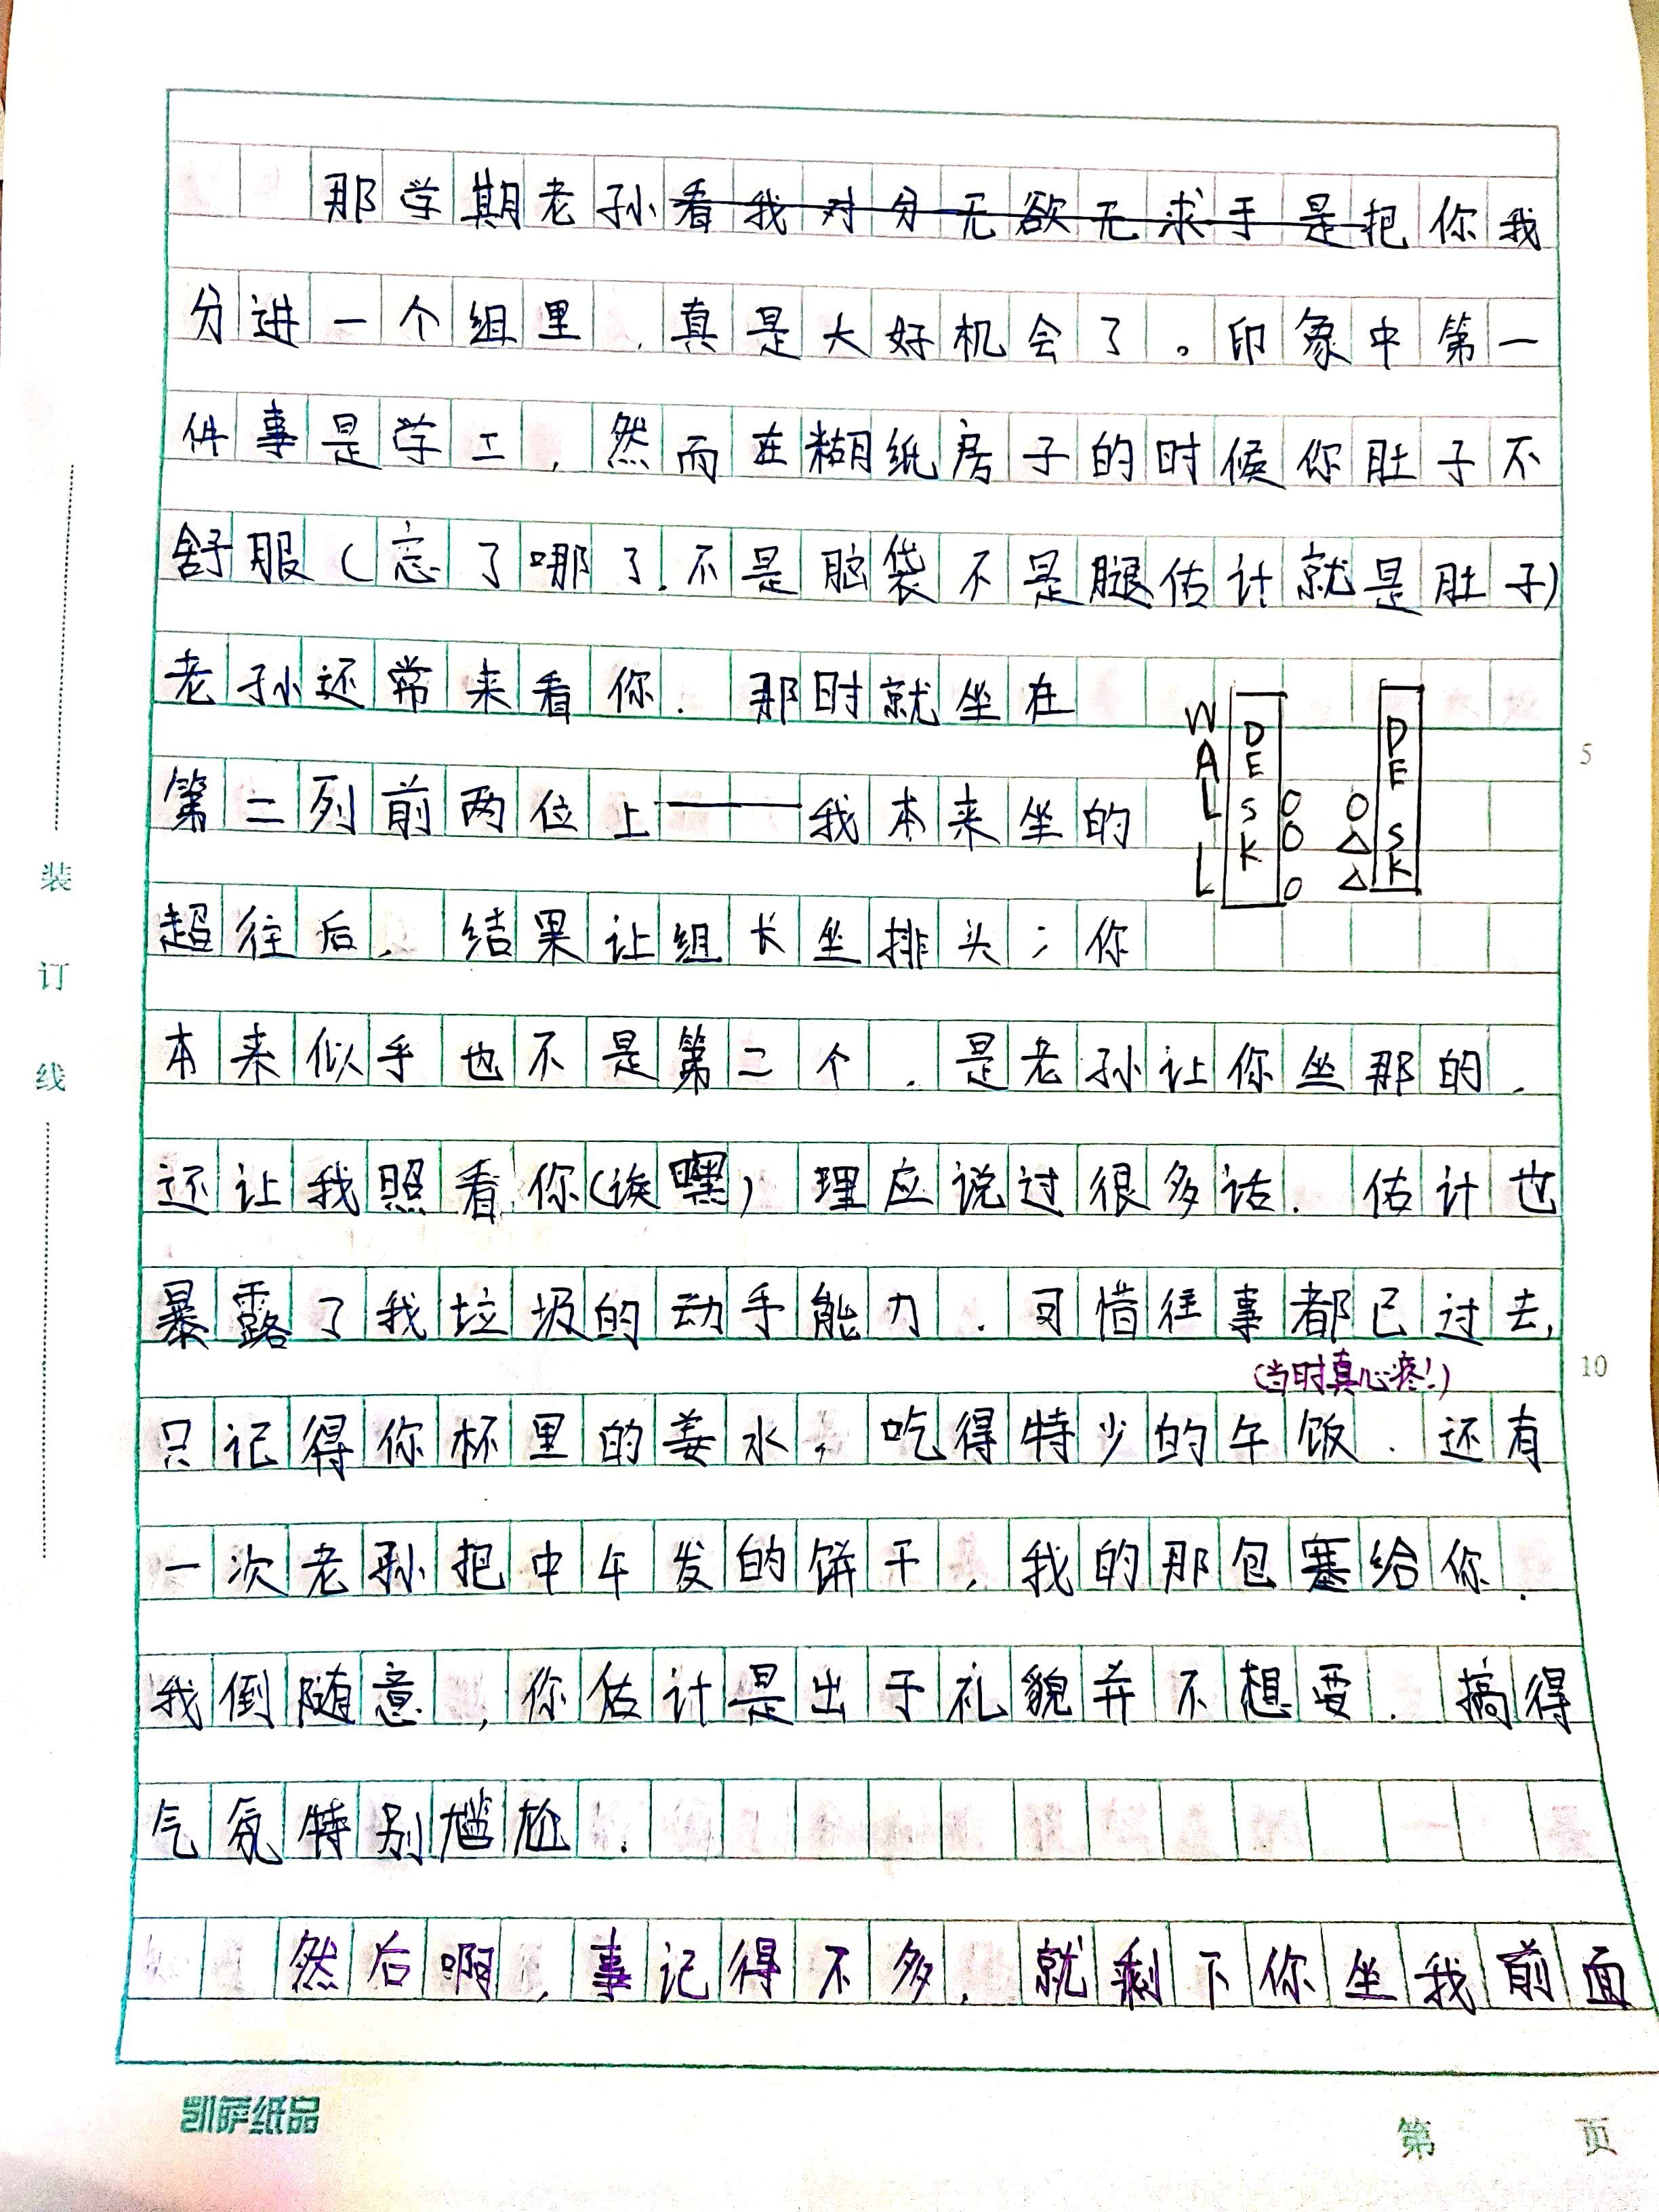 那学期老孙看我对分无欲无求于是把你我
分进一个组里，真是大好机会了。印象中第一
件事是学工，然而在糊纸房子的时候你肚子不
舒服（忘了哪了.不是脑袋不是腿估计就是肚子）
老孙还常来看你.那时就坐在
WALL DESK DESK
第二列前两位上——我本来坐的
5
超往后，结果让组长坐排头；你
本来似乎也不是第二个.是老孙让你坐那的.
还让我照看你(诶嘿) 理应说过很多话.估计也
暴露了我垃圾的动手能力.可惜往事都已过去,
(当时真心疼!)
10
只记得你杯里的姜水，吃得特少的午饭.还有
一次老孙把中午发的饼干，我的那包塞给你.
我倒随意，你估计是出于礼貌并不想要.搞得
气氛特别尴尬.
然后啊，事记得不多，就剩下你坐我前面
装订线
凯萨纸品
第 页